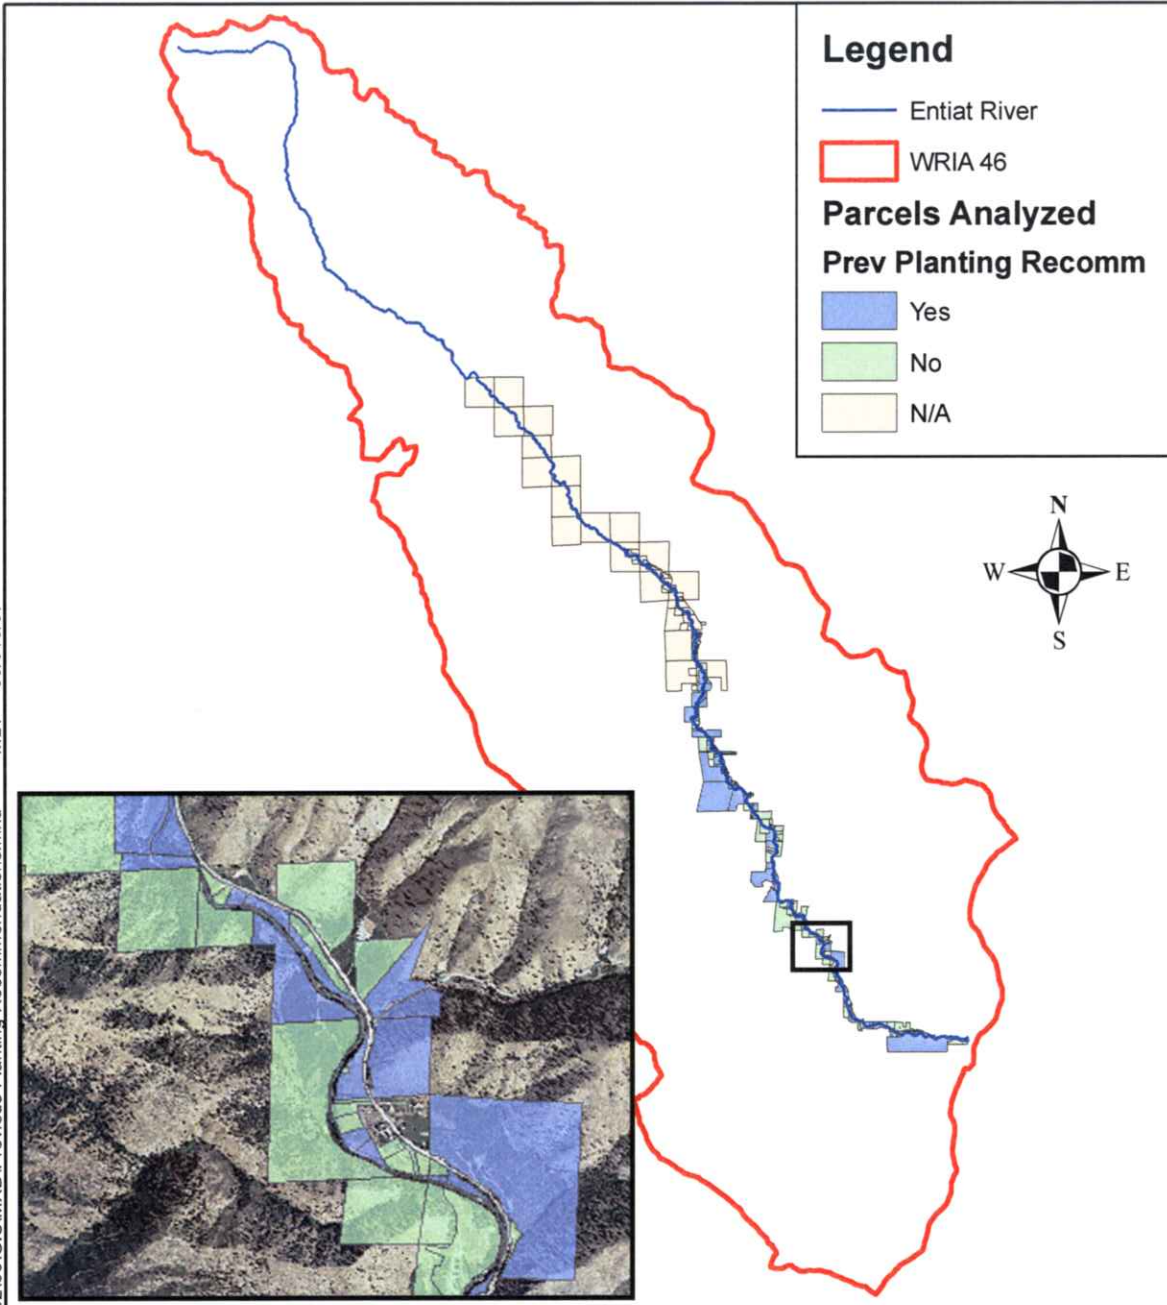 Legend
Entiat River
WRIA 46
Parcels Analyzed
Prev Planting Recomm
Yes
No
N/A
N
W
E
S